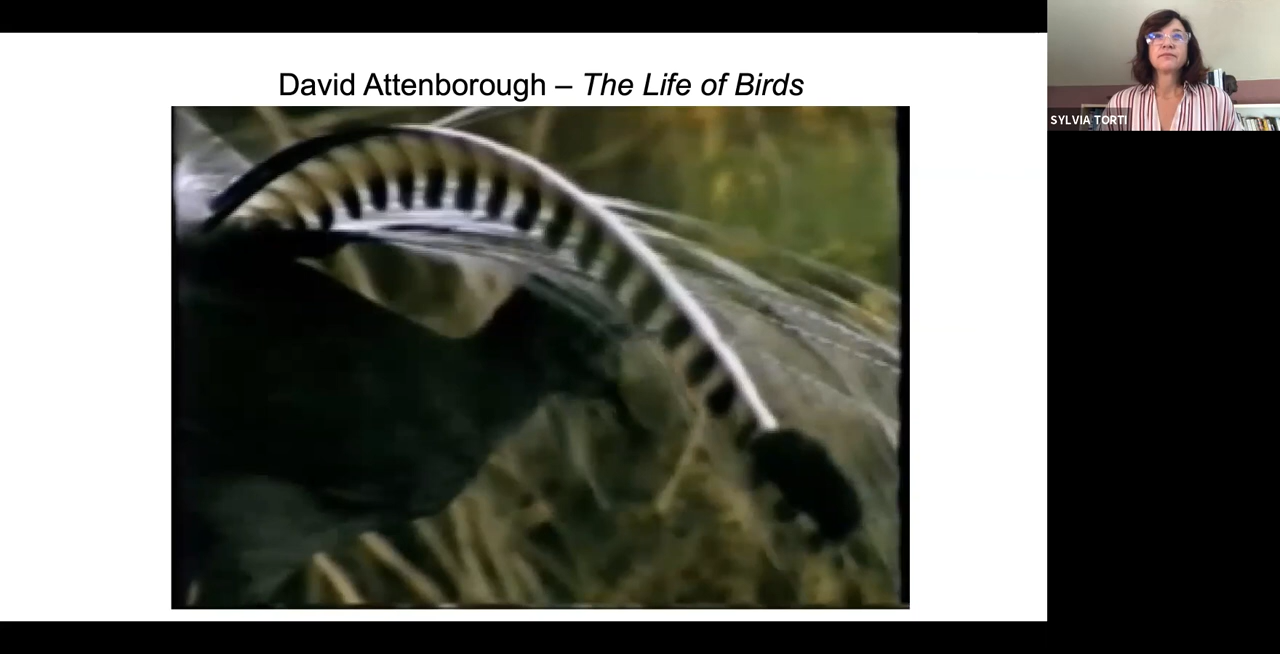 David Attenborough – The Life of Birds
SYLVIA TORTI